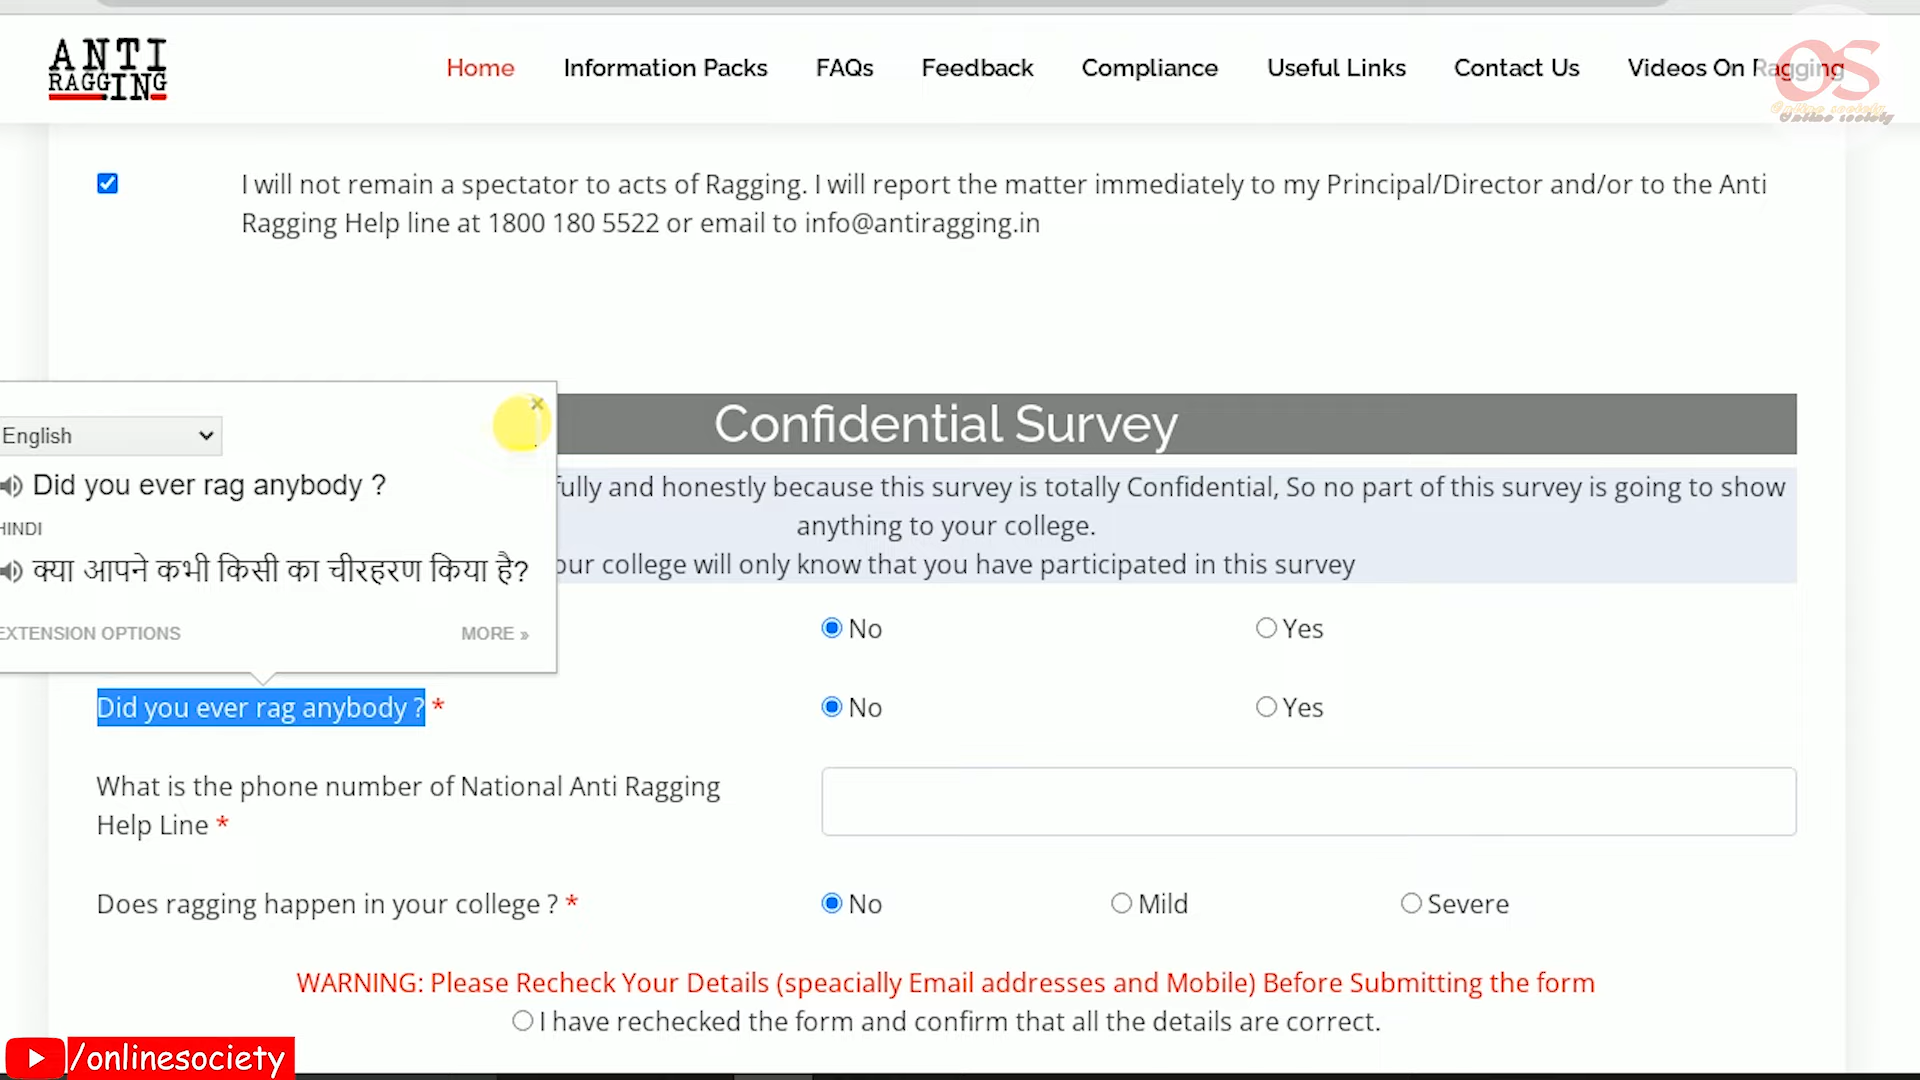 ANTI
RAGGING
Home
Information Packs
FAQs
Feedback
Compliance
Useful Links
Contact Us
Videos On Ragging
OS
Online society
Online society
I will not remain a spectator to acts of Ragging. I will report the matter immediately to my Principal/Director and/or to the Anti
Ragging Help line at 1800 180 5522 or email to info@antiragging.in
Confidential Survey
English
Did you ever rag anybody ?
HINDI
क्या आपने कभी किसी का चीरहरण किया है?
EXTENSION OPTIONS
MORE »
fully and honestly because this survey is totally Confidential, So no part of this survey is going to show
anything to your college.
our college will only know that you have participated in this survey
No
Yes
Did you ever rag anybody ? *
No
Yes
What is the phone number of National Anti Ragging
Help Line *
Does ragging happen in your college ? *
No
Mild
Severe
WARNING: Please Recheck Your Details (speacially Email addresses and Mobile) Before Submitting the form
I have rechecked the form and confirm that all the details are correct.
/onlinesociety